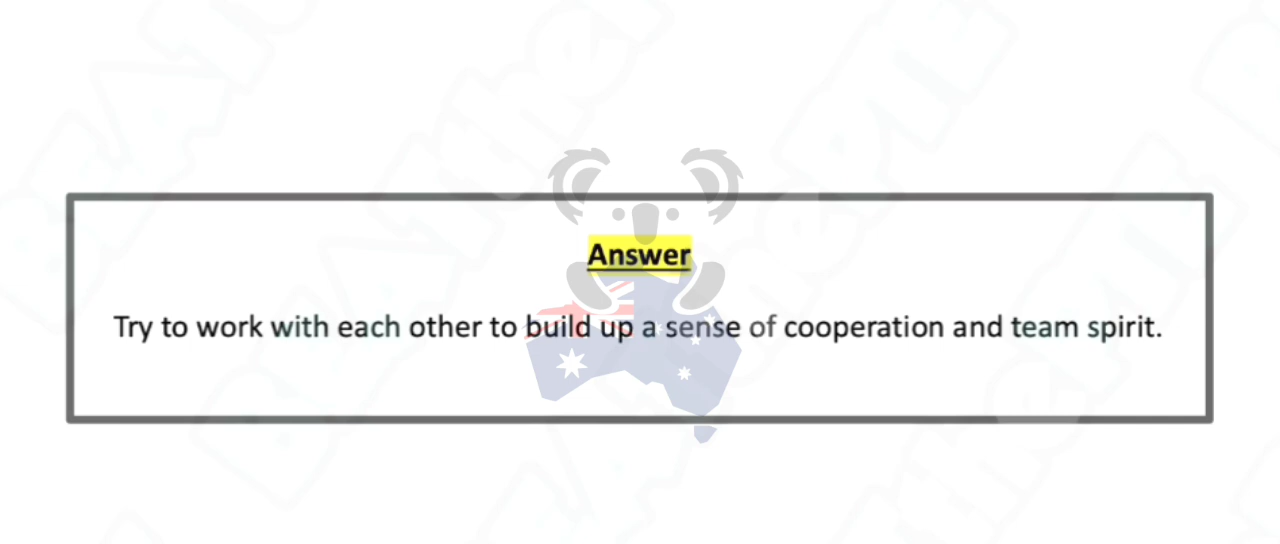 Answer
Try to work with each other to build up a sense of cooperation and team spirit.